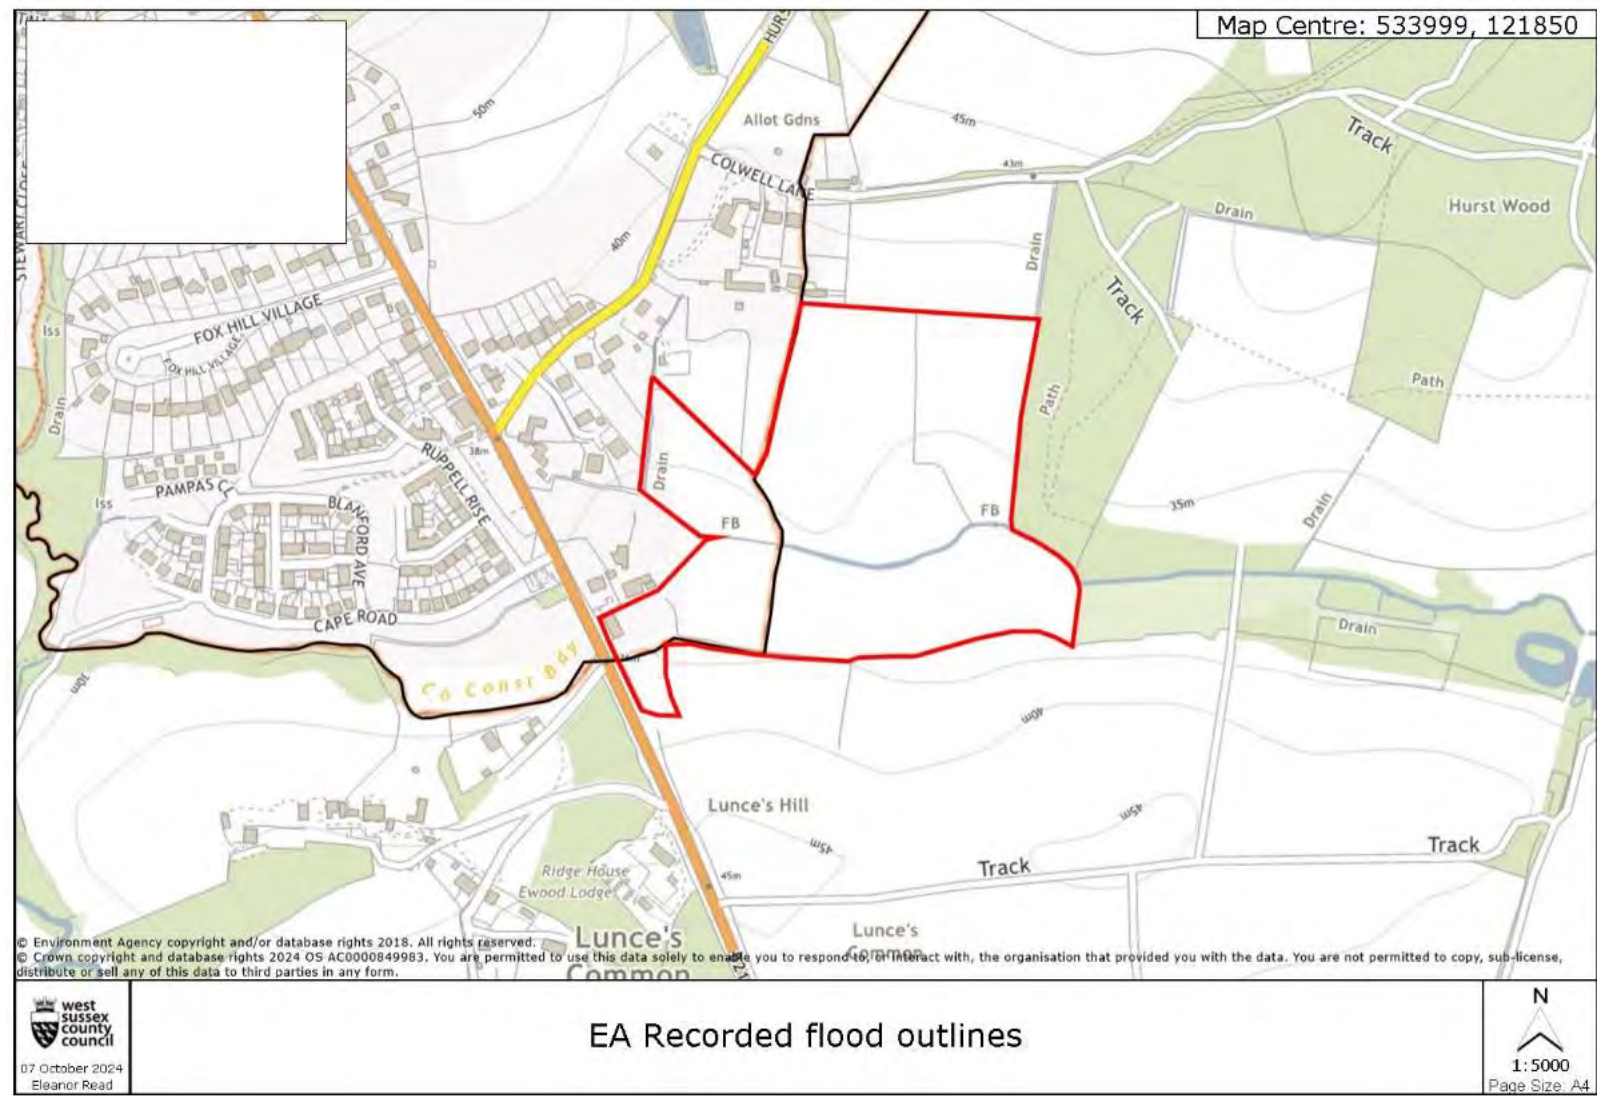 Map Centre: 533999, 121850
50m
Allot Gdns
45m
COLWELL LANE
43m
Track
Hurst Wood
Drain
STEWART CLOSE
40m
Drain
Track
FOX HILL VILLAGE
FOX HILL VILLAGE
Iss
Drain
Path
Path
38m
RUPPELL RISE
Drain
PAMPAS CL
Iss
BLANFORD AVE
FB
FB
35m
Drain
CAPE ROAD
Drain
Co Const Bdy
40m
Lunce's Hill
45m
45m
Track
Track
Ridge House
Ewood Lodge
45m
Lunce's
Common
Lunce's
Common
© Environment Agency copyright and/or database rights 2018. All rights reserved.
© Crown copyright and database rights 2024 OS AC0000849983. You are permitted to use this data solely to enable you to respond to, or interact with, the organisation that provided you with the data. You are not permitted to copy, sub-license,
distribute or sell any of this data to third parties in any form.
west
sussex
county
council
07 October 2024
Eleanor Read
EA Recorded flood outlines
N
1:5000
Page Size: A4